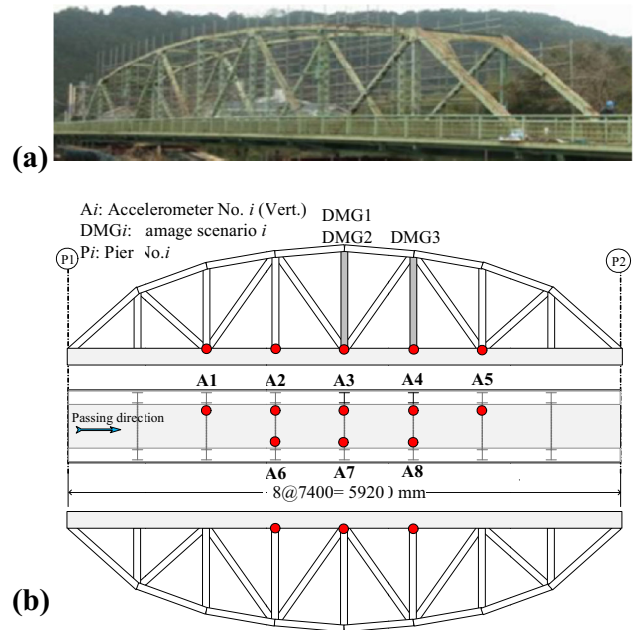 (a)
Ai: Accelerometer No. i (Vert.)
DMGi: amage scenario i
Pi: Pier No.i
DMG1
DMG2 DMG3
P1 P2
A1 A2 A3 A4 A5
Passing direction
A6 A7 A8
8@7400= 5920 mm
(b)